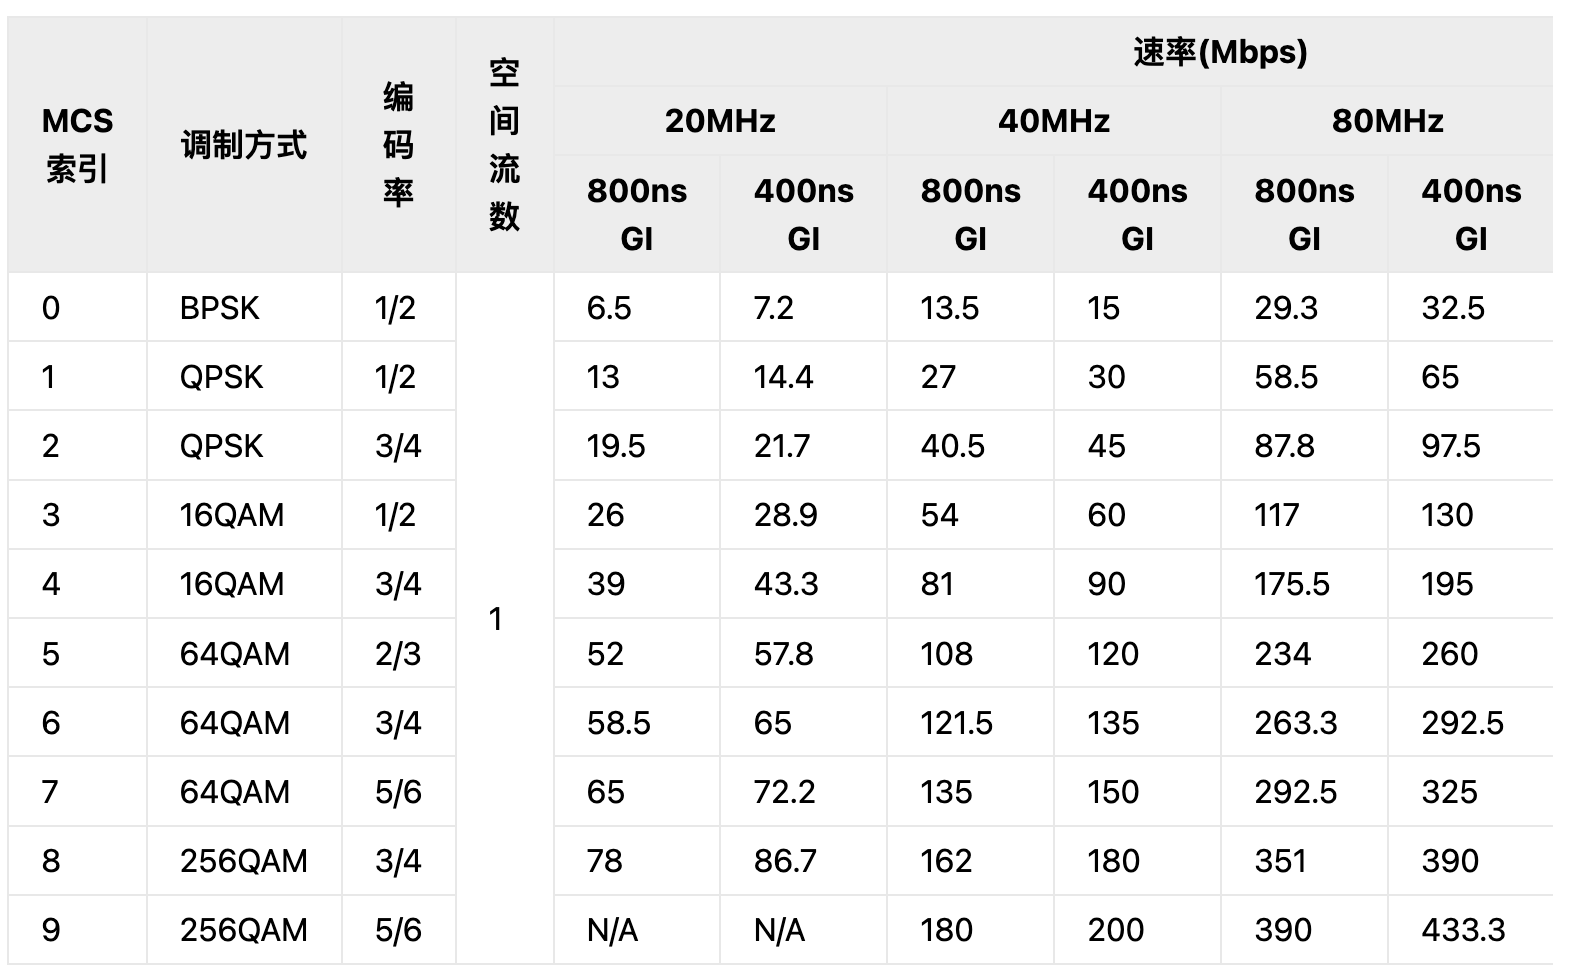 MCS 索引 调制方式 编码率 空间流数 速率(Mbps)
20MHz 40MHz 80MHz
800ns GI 400ns GI 800ns GI 400ns GI 800ns GI 400ns GI
0 BPSK 1/2 6.5 7.2 13.5 15 29.3 32.5
1 QPSK 1/2 13 14.4 27 30 58.5 65
2 QPSK 3/4 19.5 21.7 40.5 45 87.8 97.5
3 16QAM 1/2 26 28.9 54 60 117 130
4 16QAM 3/4 39 43.3 81 90 175.5 195
1
5 64QAM 2/3 52 57.8 108 120 234 260
6 64QAM 3/4 58.5 65 121.5 135 263.3 292.5
7 64QAM 5/6 65 72.2 135 150 292.5 325
8 256QAM 3/4 78 86.7 162 180 351 390
9 256QAM 5/6 N/A N/A 180 200 390 433.3